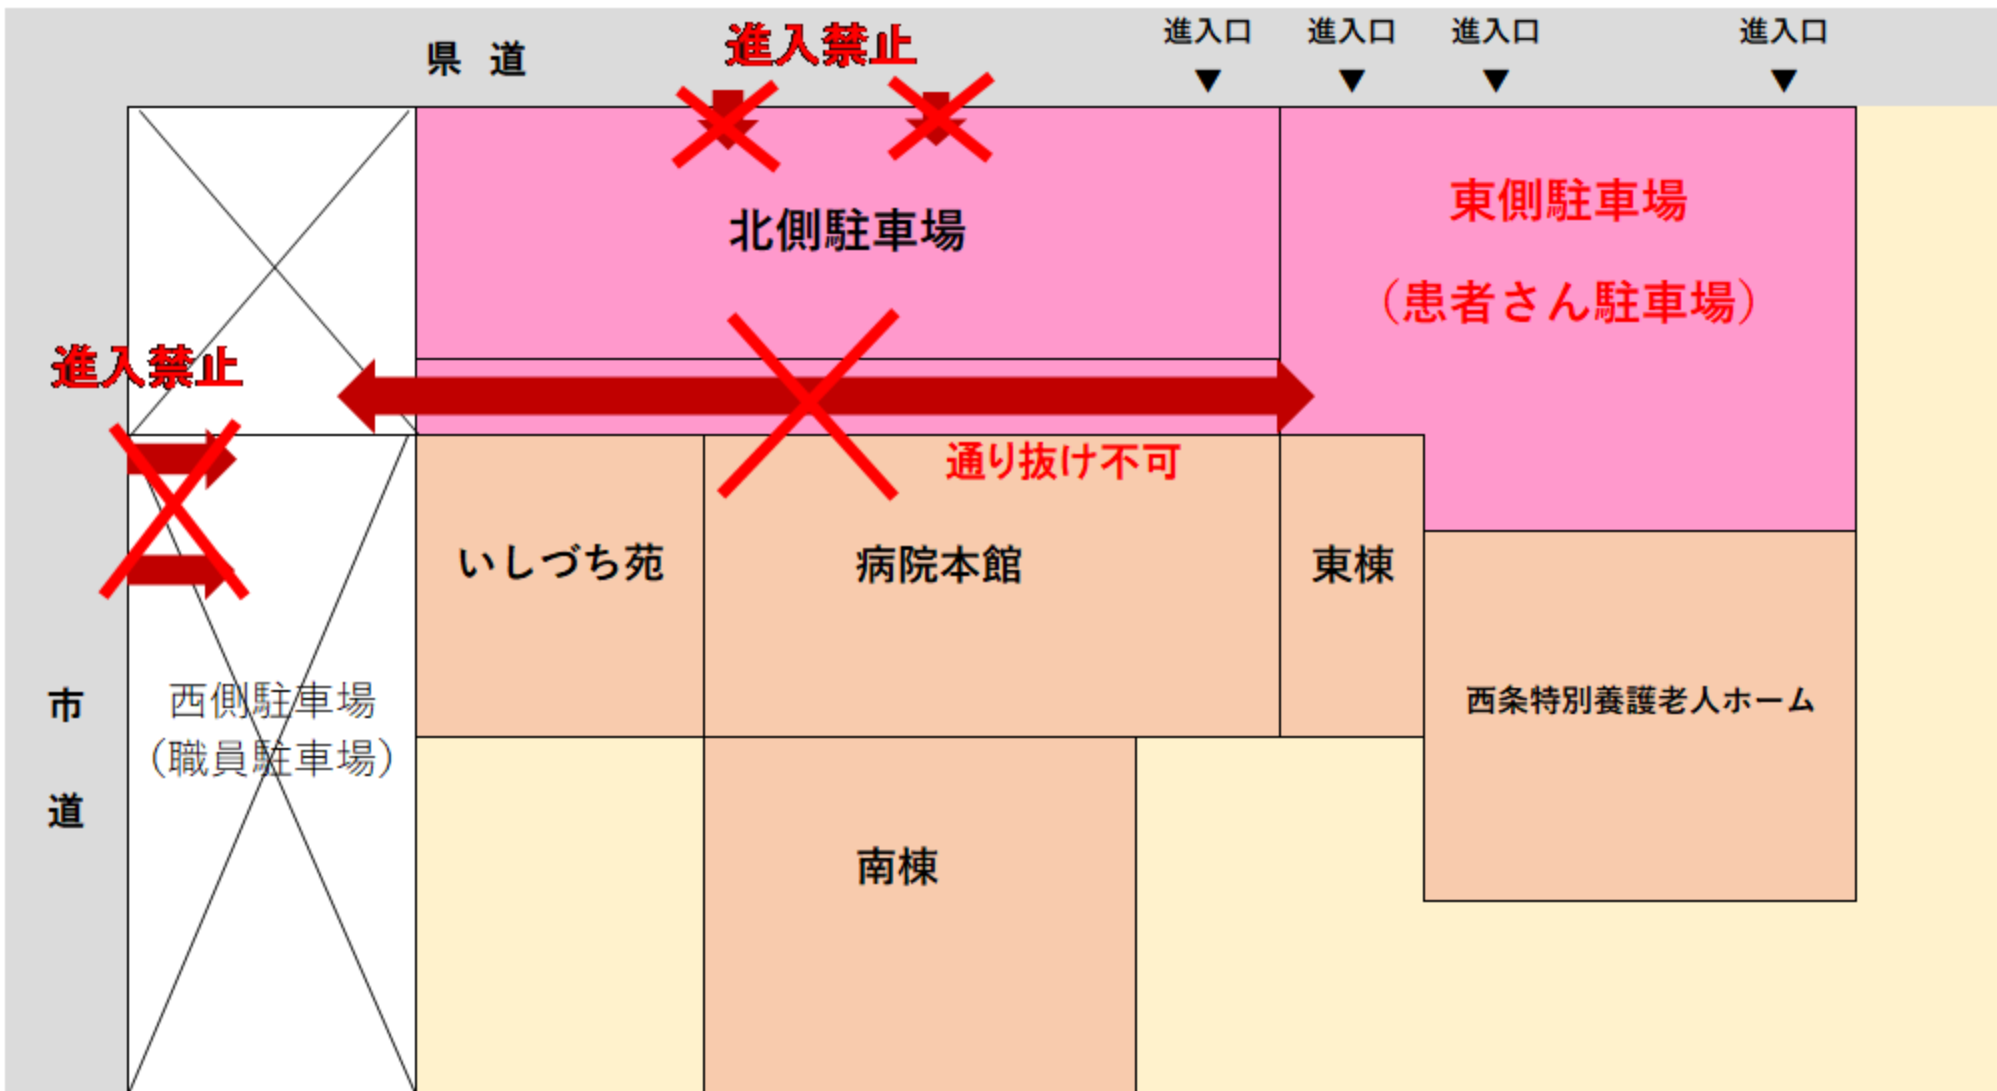 県 道
進入禁止
進入口
進入口
進入口
進入口
▼
▼
▼
▼
東側駐車場
北側駐車場
（患者さん駐車場）
進入禁止
通り抜け不可
いしづち苑
病院本館
東棟
西側駐車場
（職員駐車場）
西条特別養護老人ホーム
市
道
南棟